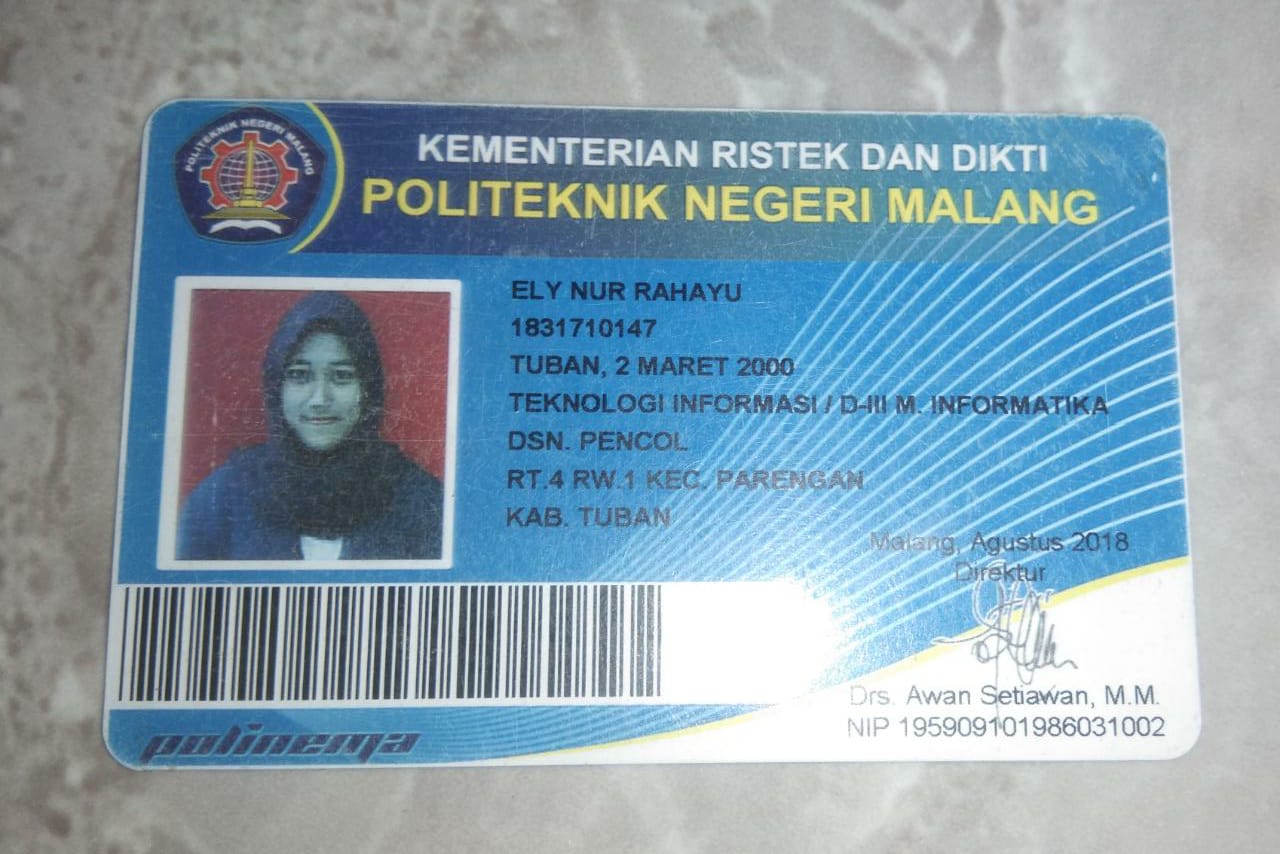 POLITEKNIK NEGERI MALANG
KEMENTERIAN RISTEK DAN DIKTI
POLITEKNIK NEGERI MALANG
ELY NUR RAHAYU
1831710147
TUBAN, 2 MARET 2000
TEKNOLOGI INFORMASI / D-III M. INFORMATIKA
DSN. PENCOL
RT.4 RW.1 KEC. PARENGAN
KAB. TUBAN
Malang, Agustus 2018
Direktur
Drs. Awan Setiawan, M.M.
NIP 195909101986031002
polinema